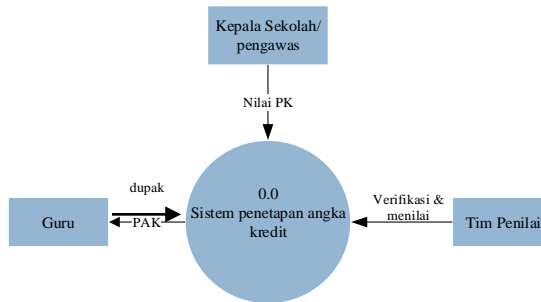 Kepala Sekolah/
pengawas
Nilai PK
dupak
0.0
Sistem penetapan angka
kredit
Verifikasi &
menilai
Guru
PAK
Tim Penilai